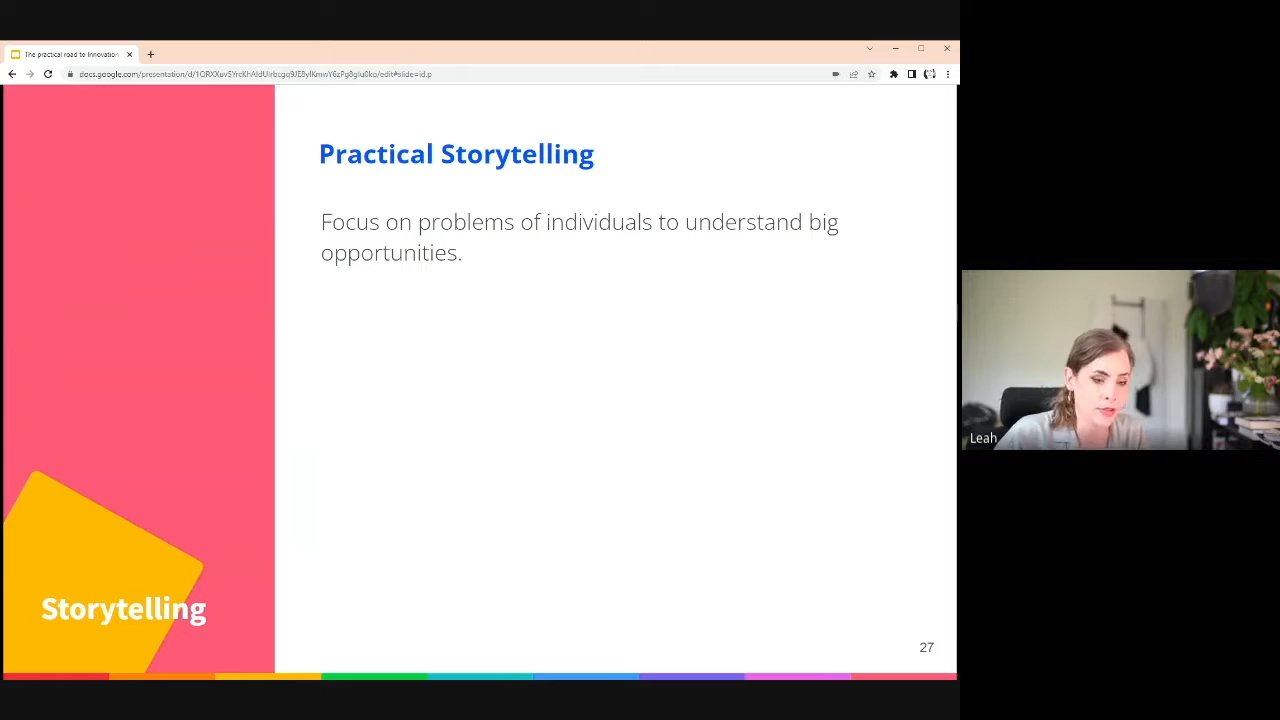 The practical road to Innovation
Practical Storytelling
Focus on problems of individuals to understand big
opportunities.
Leah
Storytelling
27